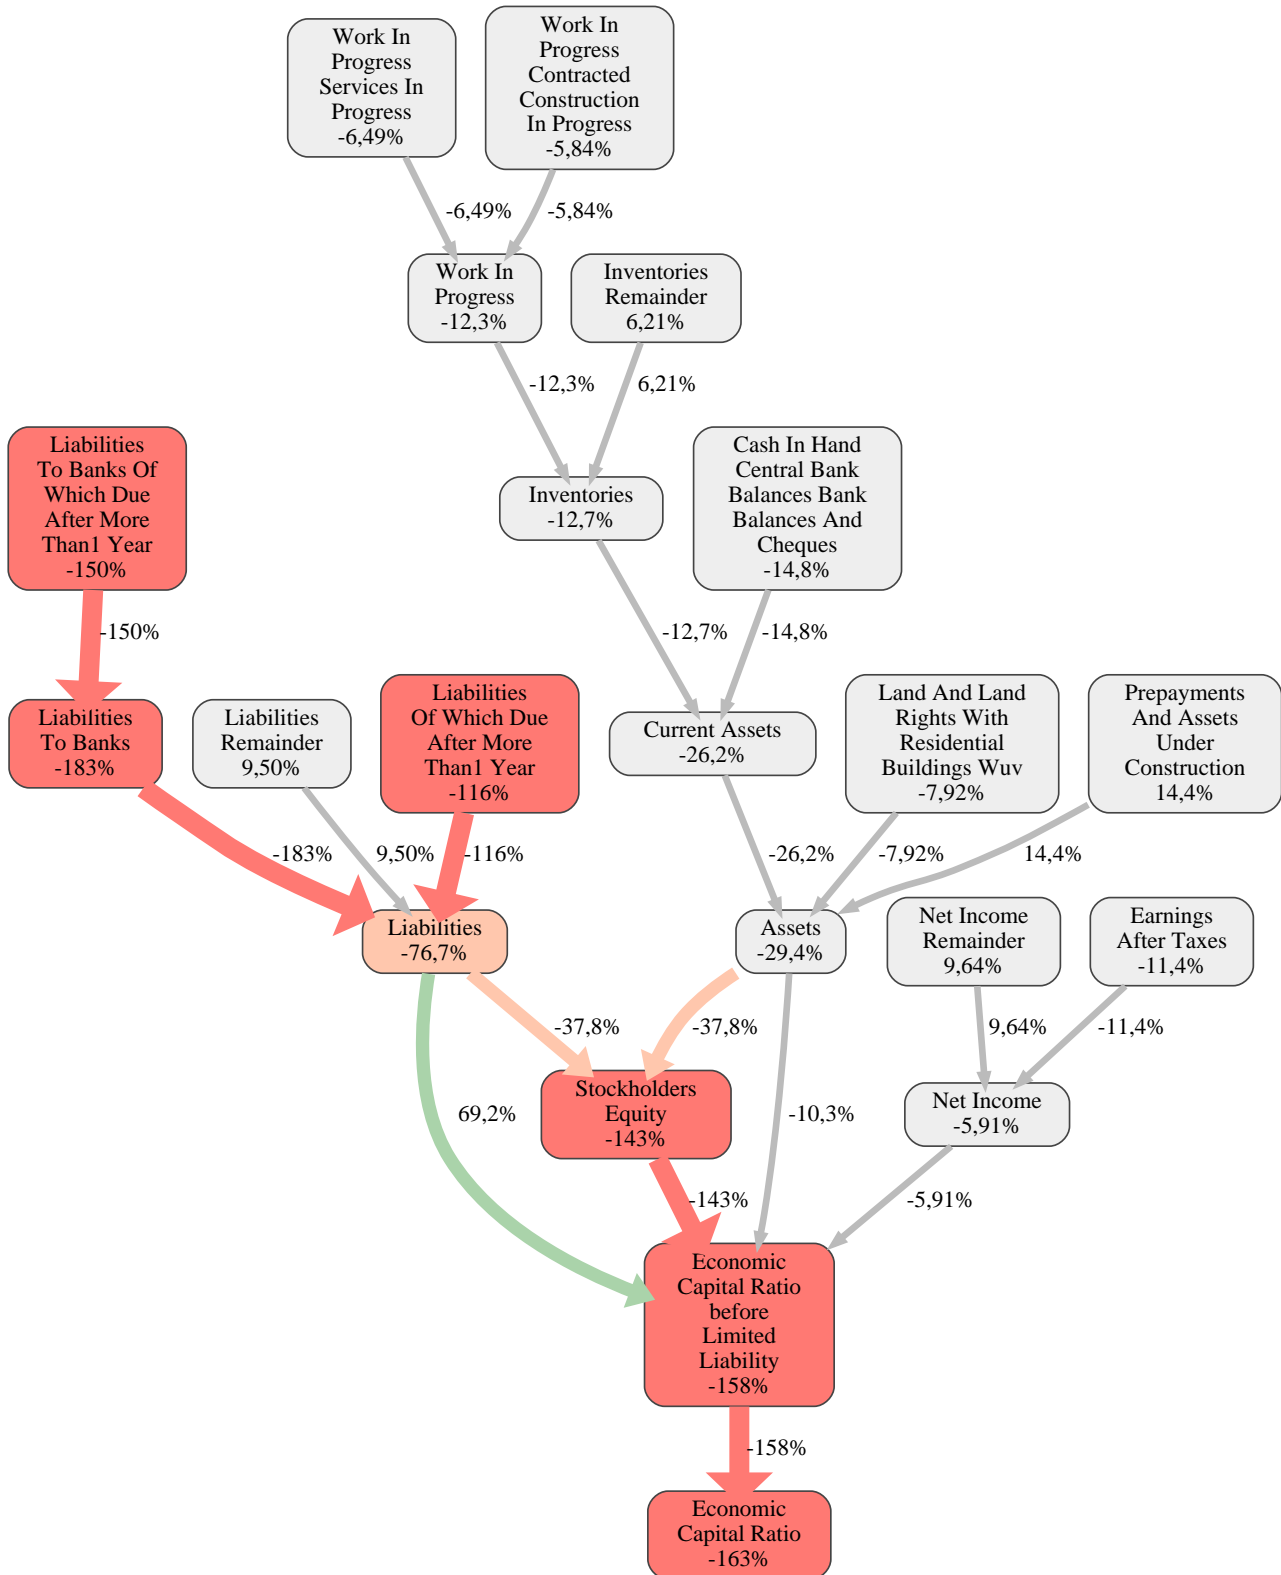 Work In
Progress
Services In
Progress
-6,49%
Work In
Progress
Contracted
Construction
In Progress
-5,84%
-6,49%
-5,84%
Work In
Progress
-12,3%
Inventories
Remainder
6,21%
-12,3%
6,21%
Liabilities
To Banks Of
Which Due
After More
Than1 Year
-150%
Inventories
-12,7%
Cash In Hand
Central Bank
Balances Bank
Balances And
Cheques
-14,8%
-150%
-12,7%
-14,8%
Liabilities
To Banks
-183%
Liabilities
Remainder
9,50%
Liabilities
Of Which Due
After More
Than1 Year
-116%
Current Assets
-26,2%
Land And Land
Rights With
Residential
Buildings Wuv
-7,92%
Prepayments
And Assets
Under
Construction
14,4%
-183%
9,50%
-116%
-26,2%
-7,92%
14,4%
Liabilities
-76,7%
Assets
-29,4%
Net Income
Remainder
9,64%
Earnings
After Taxes
-11,4%
-37,8%
-37,8%
9,64%
-11,4%
Stockholders
Equity
-143%
69,2%
-10,3%
Net Income
-5,91%
-143%
-5,91%
Economic
Capital Ratio
before
Limited
Liability
-158%
-158%
Economic
Capital Ratio
-163%